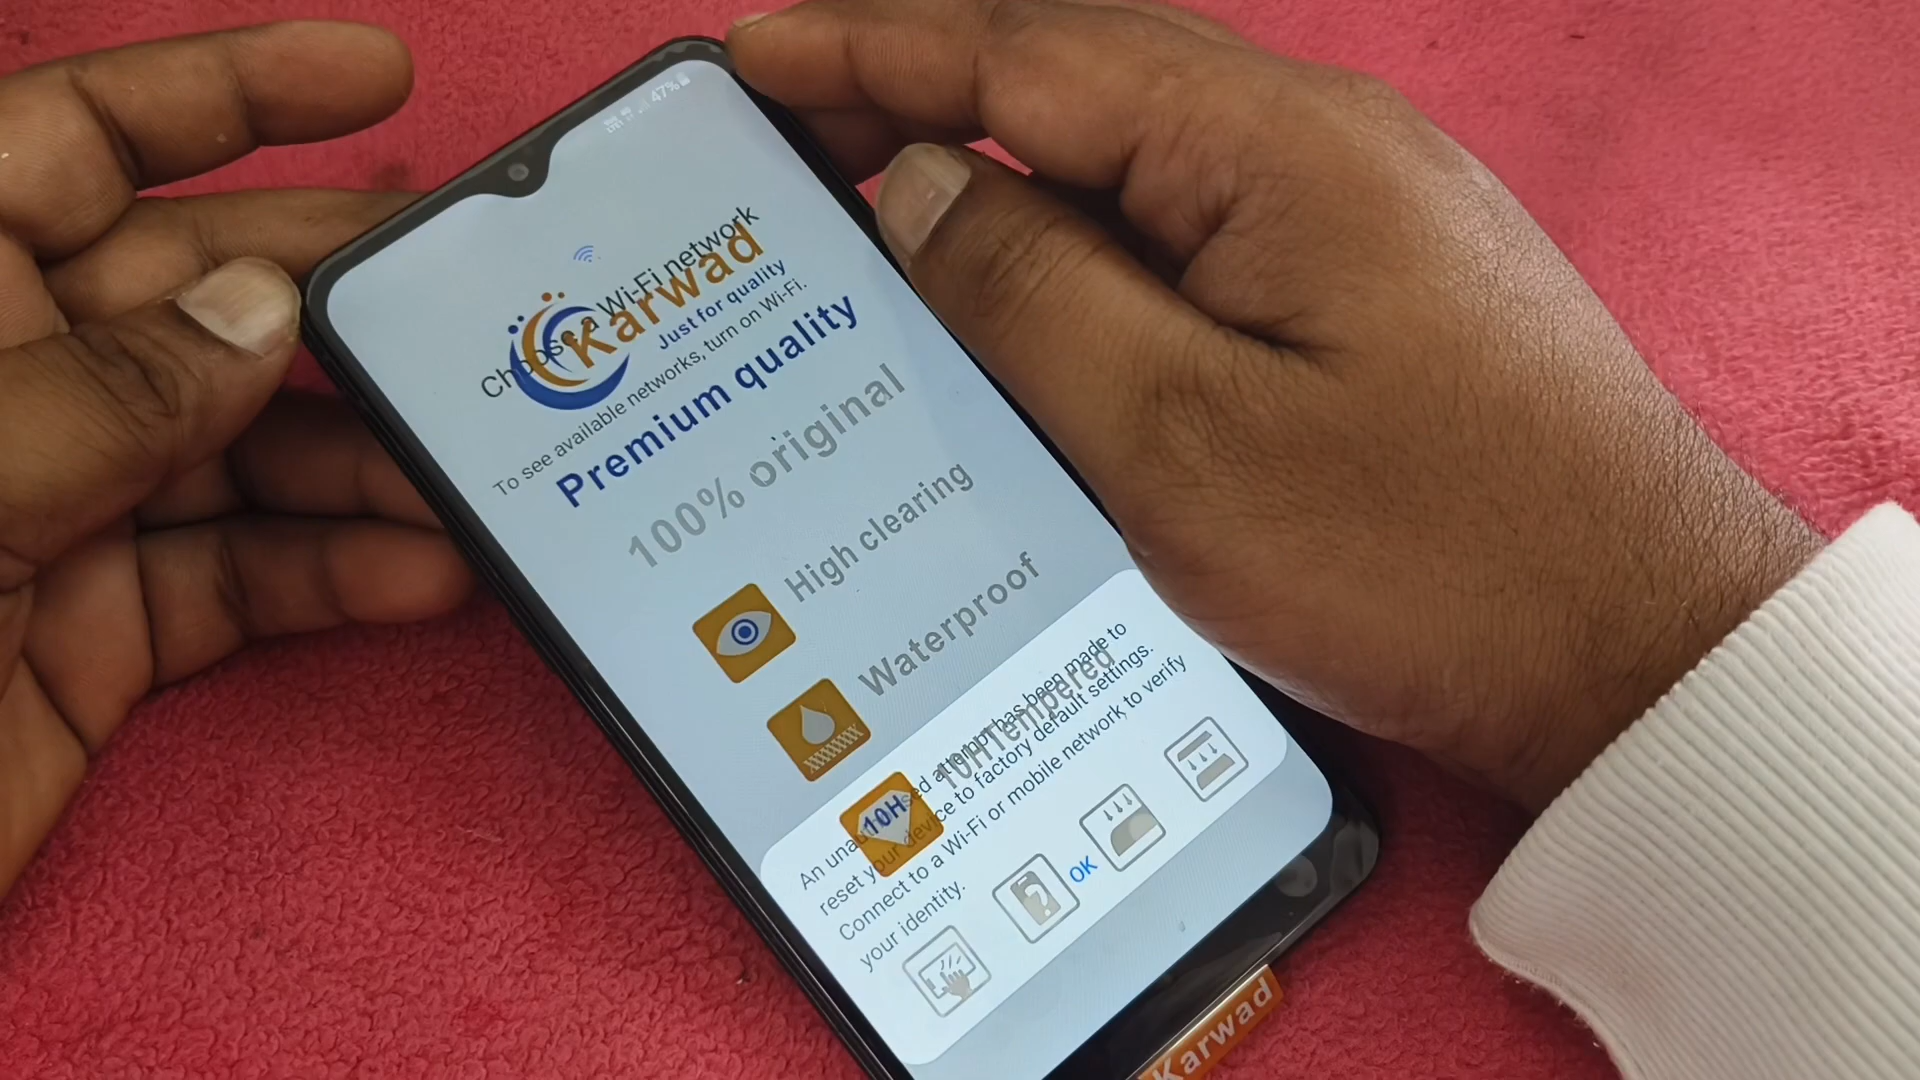 47%
Choose a Wi-Fi network
Karwad
Just for quality
To see available networks, turn on Wi-Fi.
Premium quality
100% original
High clearing
Waterproof
10H Tempered
10H
An unauthorised attempt has been made to
reset your device to factory default settings.
Connect to a Wi-Fi or mobile network to verify
your identity.
OK
Karwad